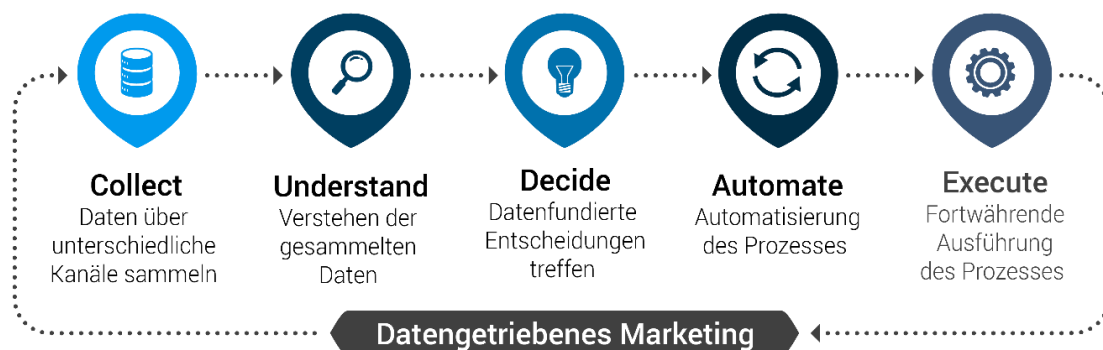 Collect
Daten über
unterschiedliche
Kanäle sammeln
Understand
Verstehen der
gesammelten
Daten
Decide
Datenfundierte
Entscheidungen
treffen
Automate
Automatisierung
des Prozesses
Execute
Fortwährende
Ausführung
des Prozesses
Datengetriebenes Marketing